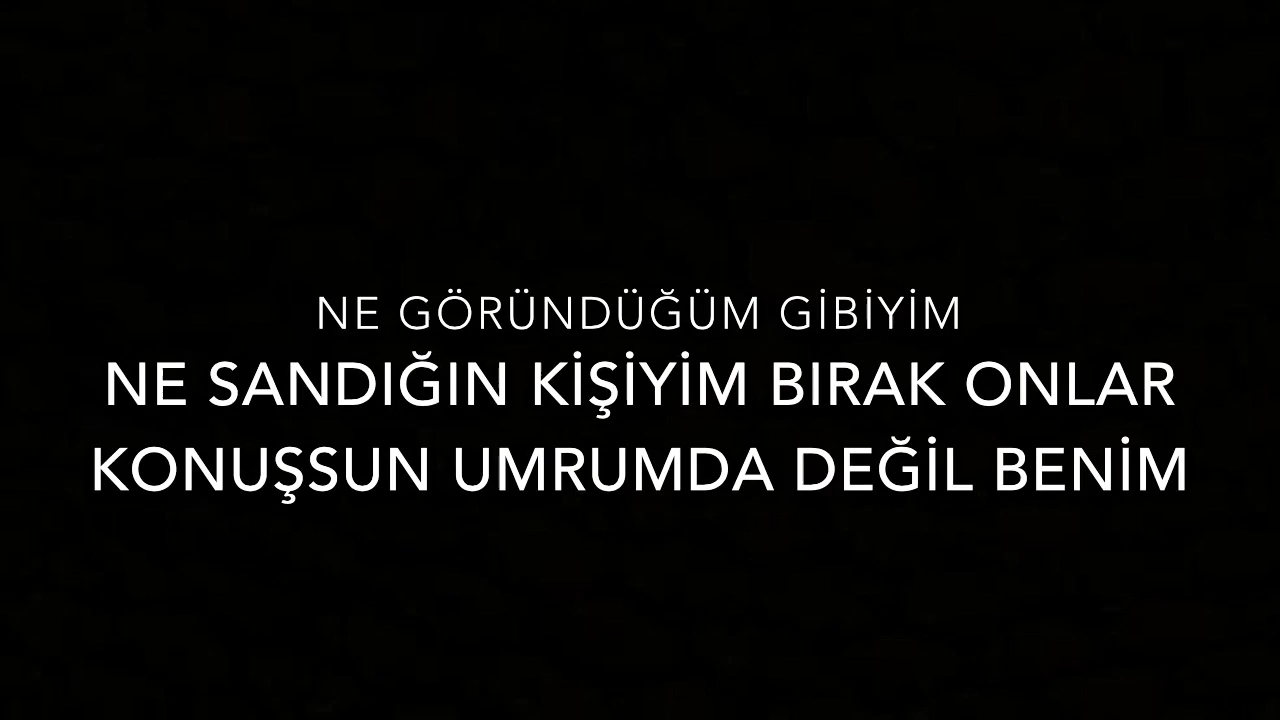 NE GÖRÜNDÜĞÜM GİBİYİM
NE SANDIĞIN KİŞİYİM BIRAK ONLAR
KONUŞSUN UMRUMDA DEĞİL BENİM